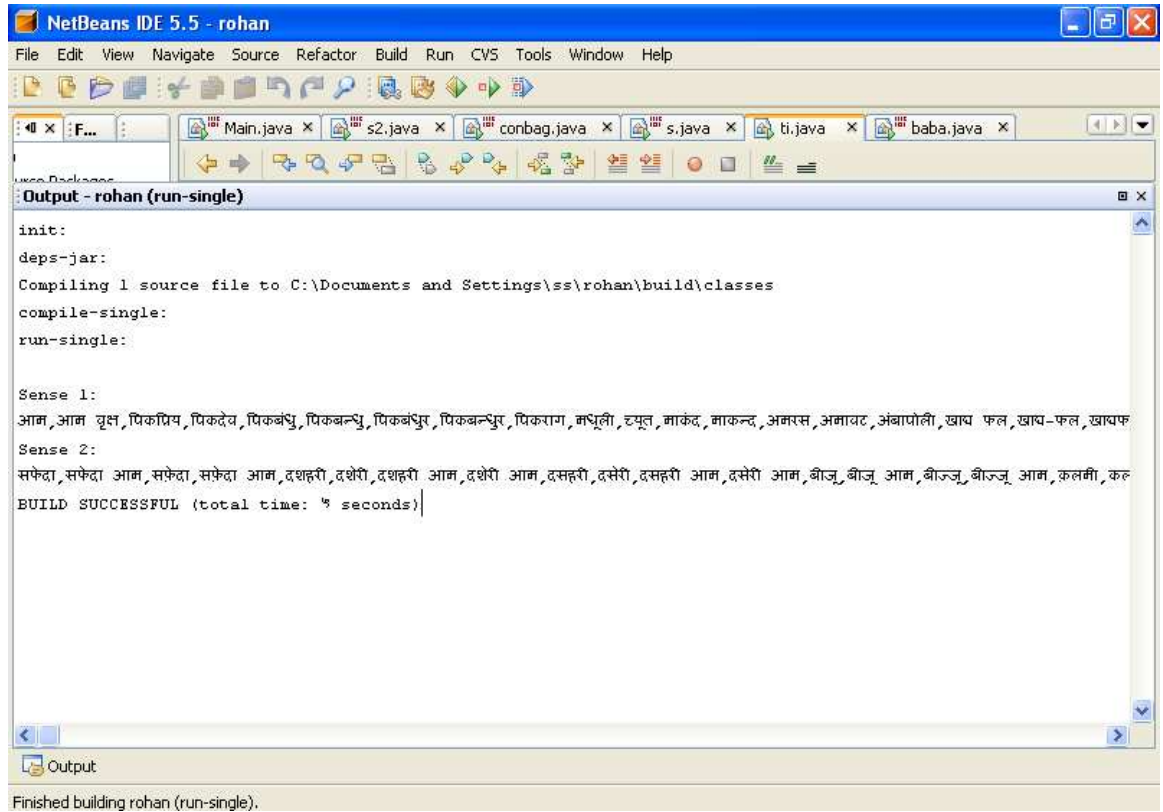 NetBeans IDE 5.5 - rohan
File Edit View Navigate Source Refactor Build Run CVS Tools Window Help
F... Main.java s2.java conbag.java s.java ti.java baba.java
Output - rohan (run-single)
init:
deps-jar:
Compiling 1 source file to C:\Documents and Settings\ss\rohan\build\classes
compile-single:
run-single:
Sense 1:
आम,आम वृक्ष,पिकप्रिय,पिकदेव,पिकबंधु,पिकबन्धु,पिकबंधुर,पिकबन्धुर,पिकराग,मधूली,च्यूत,माकंद,माकन्द,अमरस,अमावट,अंबापोली,खाद्य फल,खाद्य-फल,खाद्यफ
Sense 2:
सफेदा,सफेदा आम,सफ़ेदा,सफ़ेदा आम,दशहरी,दशेरी,दशहरी आम,दशेरी आम,दसहरी,दसेरी,दसहरी आम,दसेरी आम,बीजू,बीजू आम,बीज्जू,बीज्जू आम,क़लमी,कल
BUILD SUCCESSFUL (total time: seconds)
Output
Finished building rohan (run-single).